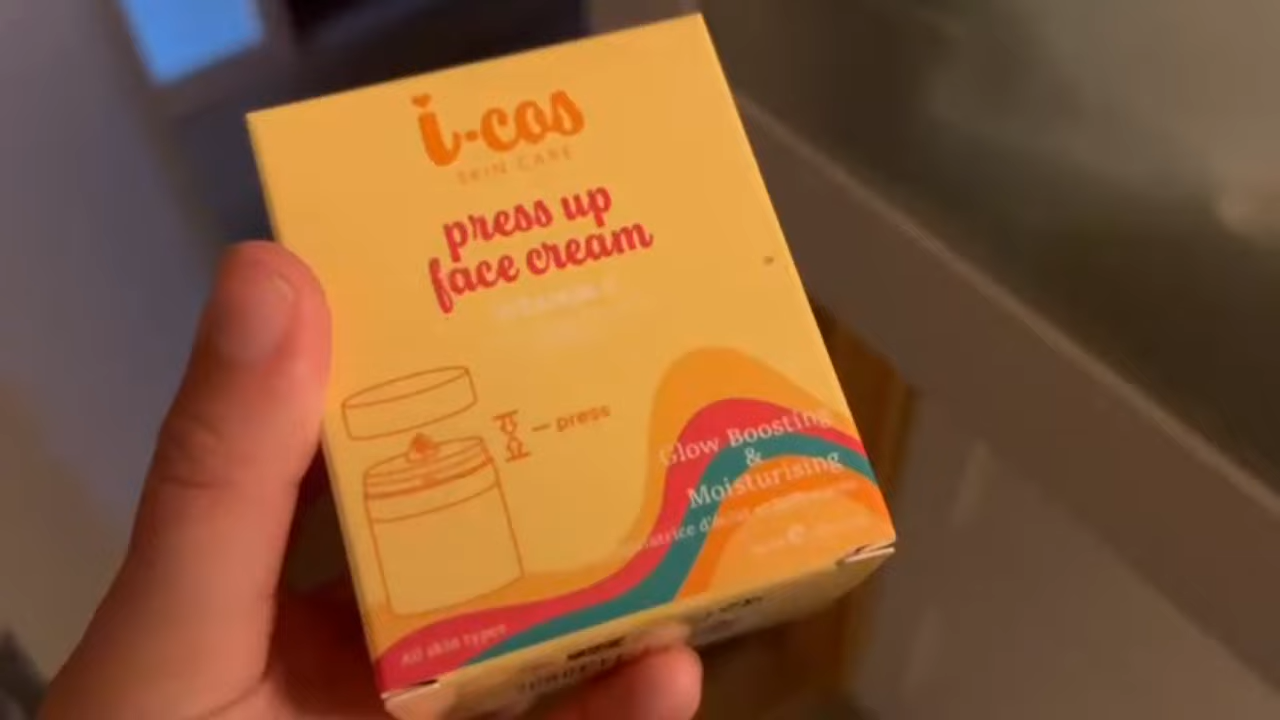 i-cos
SKIN CARE
press up
face cream
press
Glow Boosting
&
Moisturising
All skin types